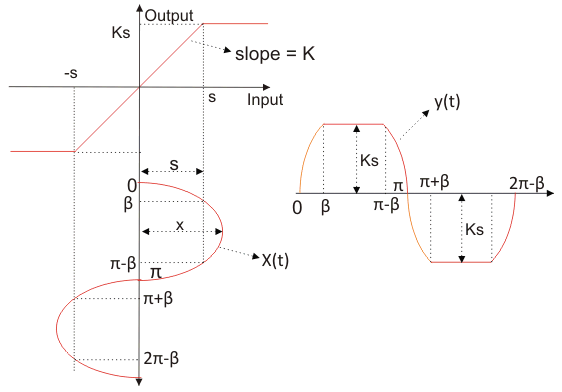 Output
Ks
slope = K
-s
s
Input
s
0
β
x
π-β
X(t)
π
π+β
2π-β
y(t)
Ks
π
π+β
2π-β
0
β
π-β
Ks